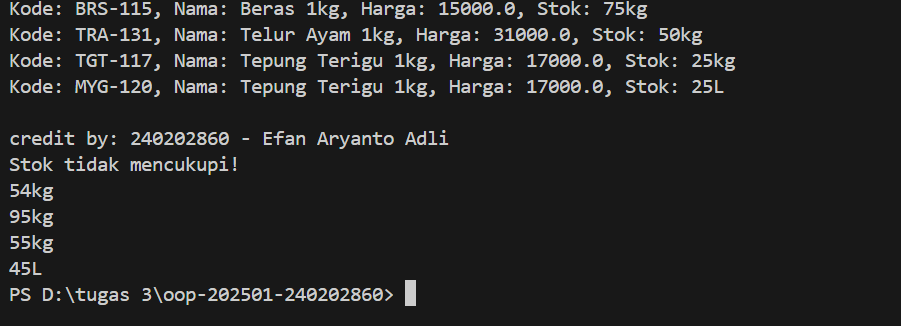 Kode: BRS-115, Nama: Beras 1kg, Harga: 15000.0, Stok: 75kg
Kode: TRA-131, Nama: Telur Ayam 1kg, Harga: 31000.0, Stok: 50kg
Kode: TGT-117, Nama: Tepung Terigu 1kg, Harga: 17000.0, Stok: 25kg
Kode: MYG-120, Nama: Tepung Terigu 1kg, Harga: 17000.0, Stok: 25L
credit by: 240202860 - Efan Aryanto Adli
Stok tidak mencukupi!
54kg
95kg
55kg
45L
PS D:\tugas 3\oop-202501-240202860>